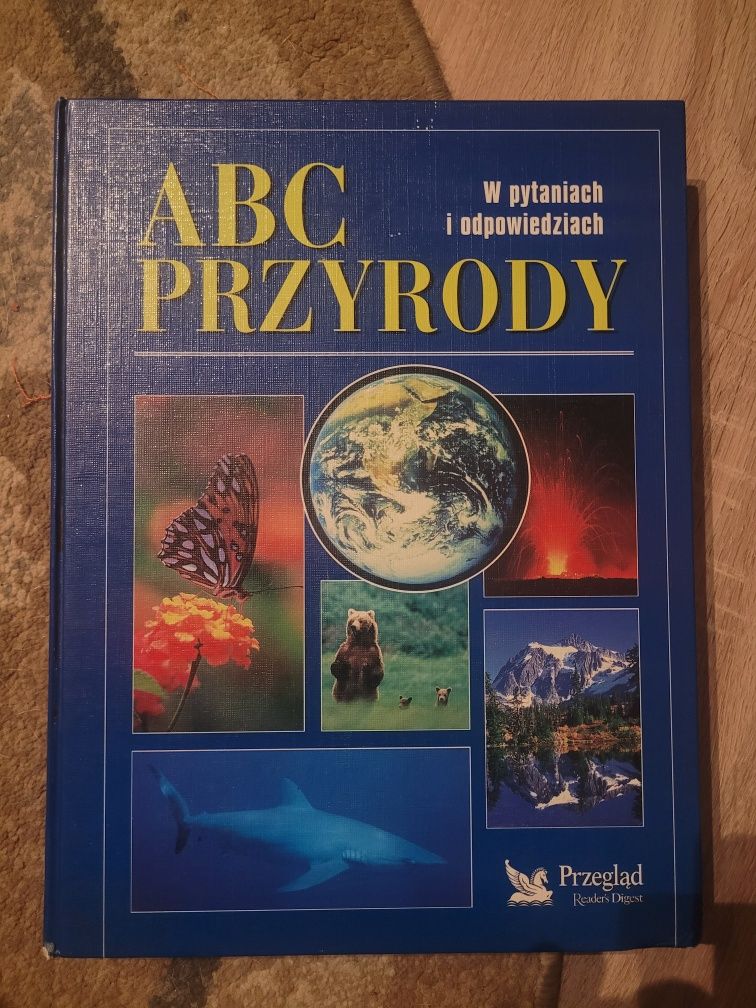 ABC
PRZYRODY
W pytaniach
i odpowiedziach
Przegląd
Reader's Digest